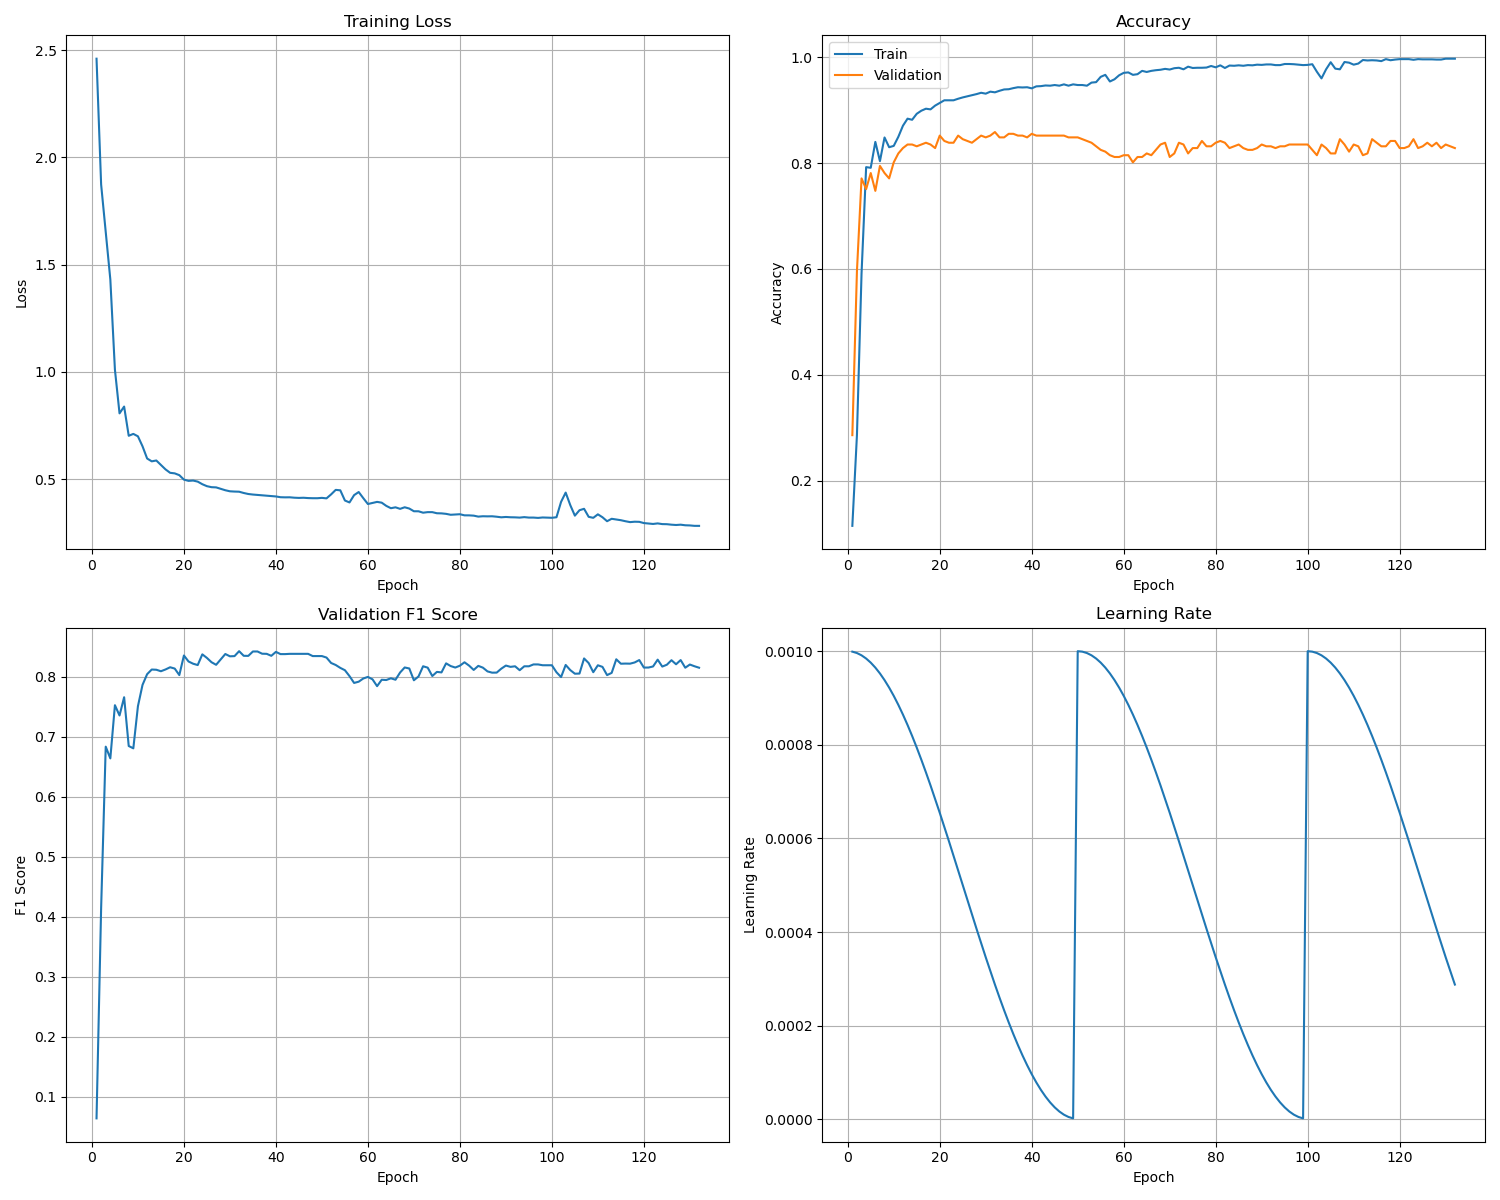 Training Loss
2.5
2.0
1.5
1.0
0.5
Loss
0 20 40 60 80 100 120
Epoch
Accuracy
Train
Validation
1.0
0.8
0.6
0.4
0.2
Accuracy
0 20 40 60 80 100 120
Epoch
Validation F1 Score
0.8
0.7
0.6
0.5
0.4
0.3
0.2
0.1
F1 Score
0 20 40 60 80 100 120
Epoch
Learning Rate
0.0010
0.0008
0.0006
0.0004
0.0002
0.0000
Learning Rate
0 20 40 60 80 100 120
Epoch